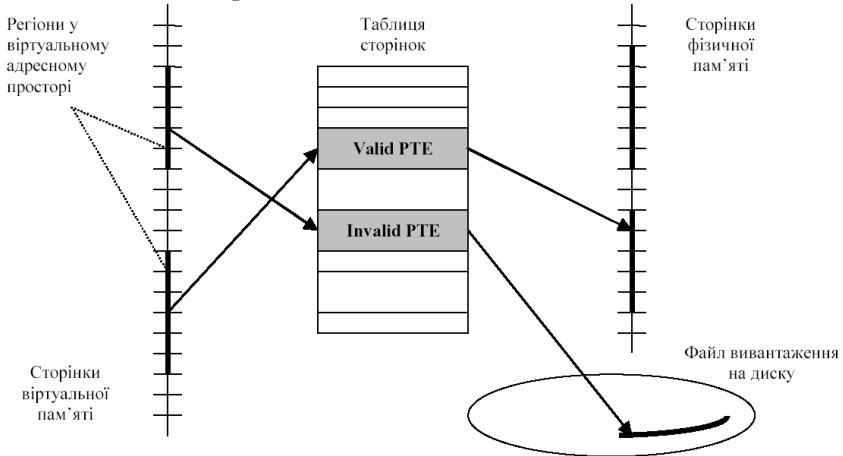 Регіони у
віртуальному
адресному
просторі
Таблиця
сторінок
Сторінки
фізичної
пам’яті
Valid PTE
Invalid PTE
Сторінки
віртуальної
пам’яті
Файл вивантаження
на диску